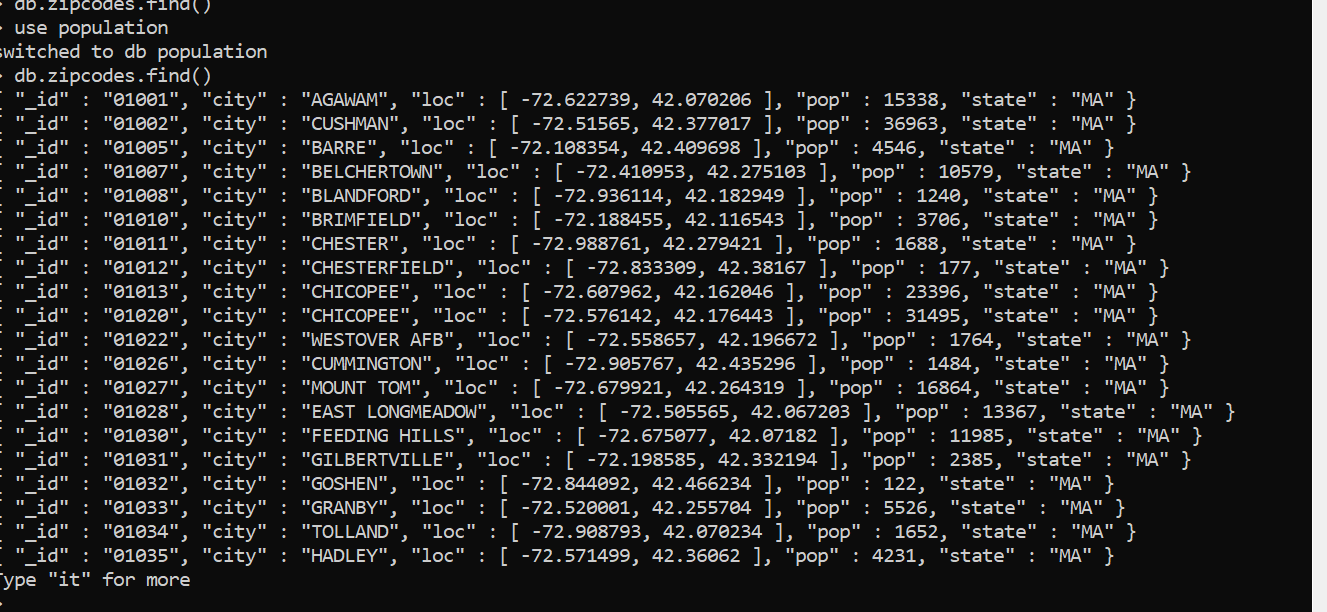 db.zipcodes.find()
use population
switched to db population
db.zipcodes.find()
{ "_id" : "01001", "city" : "AGAWAM", "loc" : [ -72.622739, 42.070206 ], "pop" : 15338, "state" : "MA" }
{ "_id" : "01002", "city" : "CUSHMAN", "loc" : [ -72.51565, 42.377017 ], "pop" : 36963, "state" : "MA" }
{ "_id" : "01005", "city" : "BARRE", "loc" : [ -72.108354, 42.409698 ], "pop" : 4546, "state" : "MA" }
{ "_id" : "01007", "city" : "BELCHERTOWN", "loc" : [ -72.410953, 42.275103 ], "pop" : 10579, "state" : "MA" }
{ "_id" : "01008", "city" : "BLANDFORD", "loc" : [ -72.936114, 42.182949 ], "pop" : 1240, "state" : "MA" }
{ "_id" : "01010", "city" : "BRIMFIELD", "loc" : [ -72.188455, 42.116543 ], "pop" : 3706, "state" : "MA" }
{ "_id" : "01011", "city" : "CHESTER", "loc" : [ -72.988761, 42.279421 ], "pop" : 1688, "state" : "MA" }
{ "_id" : "01012", "city" : "CHESTERFIELD", "loc" : [ -72.833309, 42.38167 ], "pop" : 177, "state" : "MA" }
{ "_id" : "01013", "city" : "CHICOPEE", "loc" : [ -72.607962, 42.162046 ], "pop" : 23396, "state" : "MA" }
{ "_id" : "01020", "city" : "CHICOPEE", "loc" : [ -72.576142, 42.176443 ], "pop" : 31495, "state" : "MA" }
{ "_id" : "01022", "city" : "WESTOVER AFB", "loc" : [ -72.558657, 42.196672 ], "pop" : 1764, "state" : "MA" }
{ "_id" : "01026", "city" : "CUMMINGTON", "loc" : [ -72.905767, 42.435296 ], "pop" : 1484, "state" : "MA" }
{ "_id" : "01027", "city" : "MOUNT TOM", "loc" : [ -72.679921, 42.264319 ], "pop" : 16864, "state" : "MA" }
{ "_id" : "01028", "city" : "EAST LONGMEADOW", "loc" : [ -72.505565, 42.067203 ], "pop" : 13367, "state" : "MA" }
{ "_id" : "01030", "city" : "FEEDING HILLS", "loc" : [ -72.675077, 42.07182 ], "pop" : 11985, "state" : "MA" }
{ "_id" : "01031", "city" : "GILBERTVILLE", "loc" : [ -72.198585, 42.332194 ], "pop" : 2385, "state" : "MA" }
{ "_id" : "01032", "city" : "GOSHEN", "loc" : [ -72.844092, 42.466234 ], "pop" : 122, "state" : "MA" }
{ "_id" : "01033", "city" : "GRANBY", "loc" : [ -72.520001, 42.255704 ], "pop" : 5526, "state" : "MA" }
{ "_id" : "01034", "city" : "TOLLAND", "loc" : [ -72.908793, 42.070234 ], "pop" : 1652, "state" : "MA" }
{ "_id" : "01035", "city" : "HADLEY", "loc" : [ -72.571499, 42.36062 ], "pop" : 4231, "state" : "MA" }
Type "it" for more